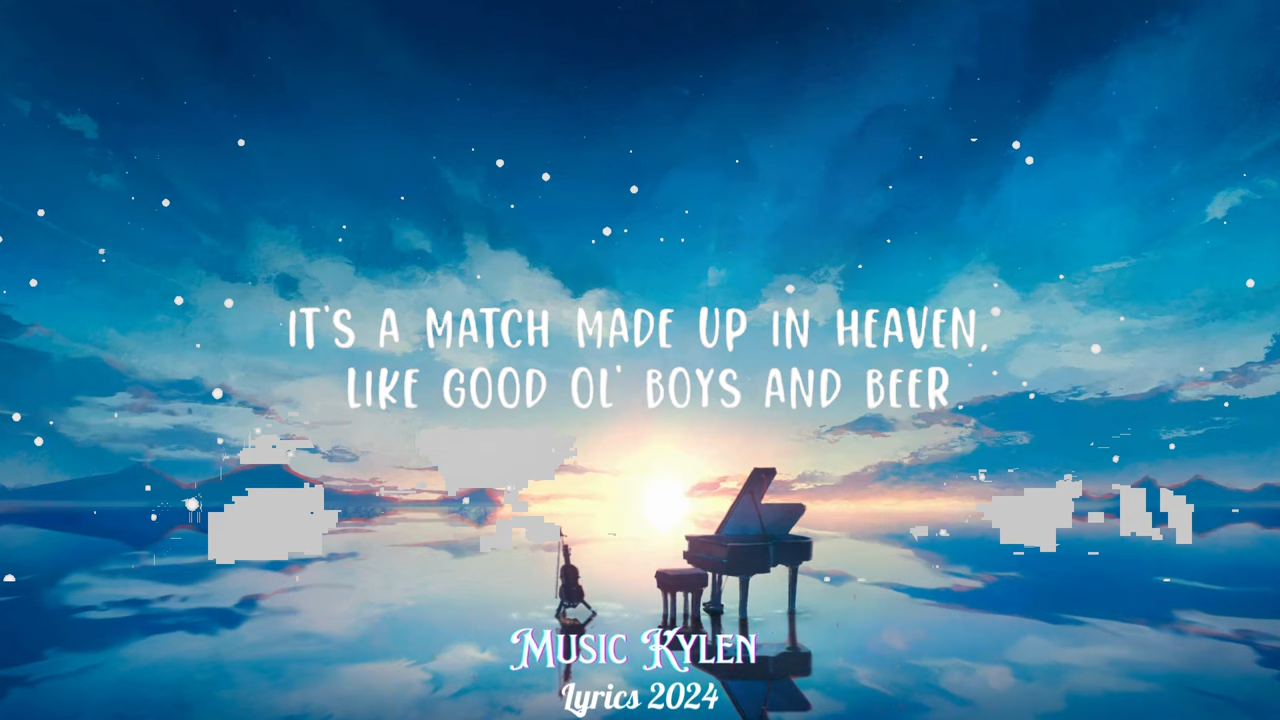 IT'S A MATCH MADE UP IN HEAVEN,
LIKE GOOD OL' BOYS AND BEER
MUSIC KYLEN
Lyrics 2024